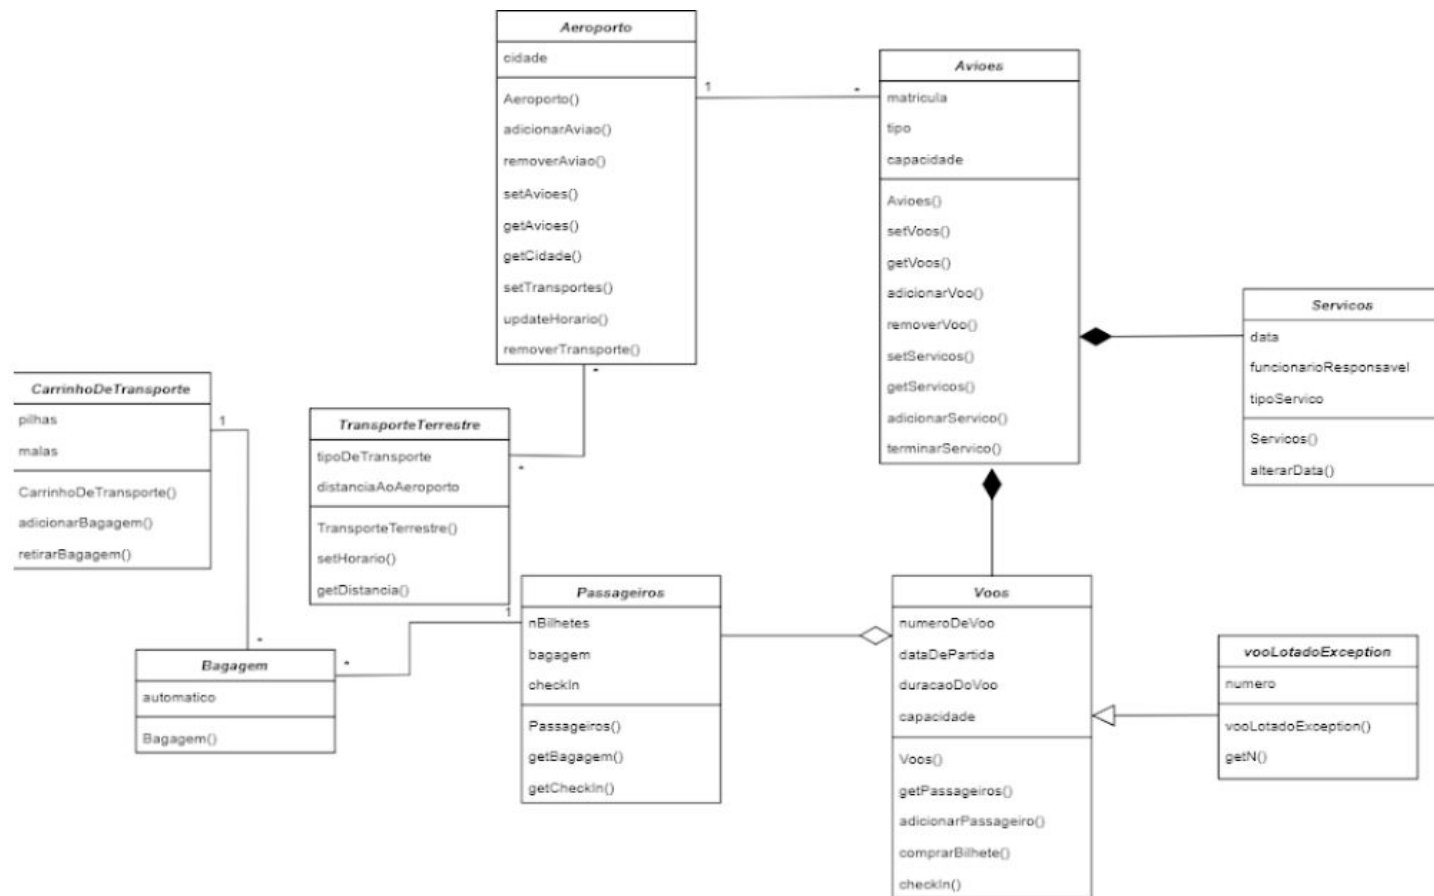 Aeroporto
cidade
Aeroporto()
adicionarAviao()
removerAviao()
setAvioes()
getAvioes()
getCidade()
setTransportes()
updateHorario()
removerTransporte()
1
*
Avioes
matricula
tipo
capacidade
Avioes()
setVoos()
getVoos()
adicionarVoo()
removerVoo()
setServicos()
getServicos()
adicionarServico()
terminarServico()
Servicos
data
funcionarioResponsavel
tipoServico
Servicos()
alterarData()
CarrinhoDeTransporte
pilhas
malas
CarrinhoDeTransporte()
adicionarBagagem()
retirarBagagem()
1
*
TransporteTerrestre
tipoDeTransporte
distanciaAoAeroporto
TransporteTerrestre()
setHorario()
getDistancia()
*
*
Bagagem
automatico
Bagagem()
*
1
Passageiros
nBilhetes
bagagem
checkIn
Passageiros()
getBagagem()
getCheckIn()
Voos
numeroDeVoo
dataDePartida
duracaoDoVoo
capacidade
Voos()
getPassageiros()
adicionarPassageiro()
comprarBilhete()
checkIn()
vooLotadoException
numero
vooLotadoException()
getN()